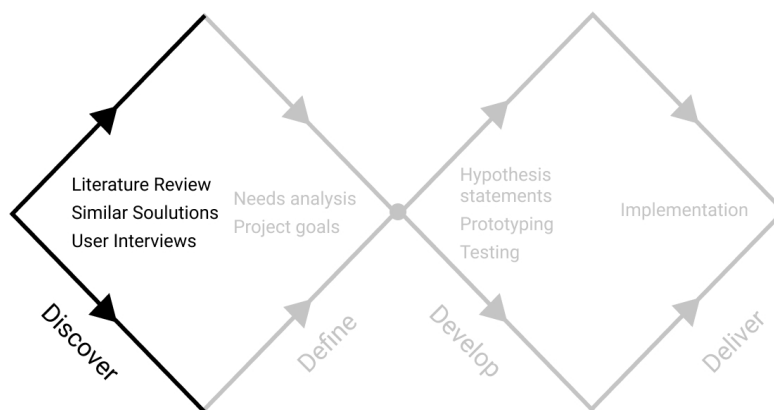 Literature Review
Similar Soulutions
User Interviews
Discover
Needs analysis
Project goals
Define
Hypothesis
statements
Prototyping
Testing
Develop
Implementation
Deliver